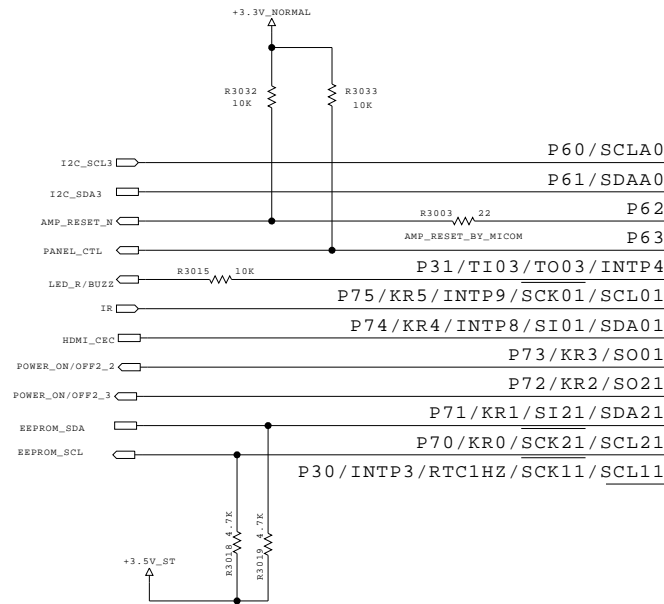 +3.3V_NORMAL
R3032
10K
R3033
10K
I2C_SCL3
P60/SCLA0
I2C_SDA3
P61/SDAA0
AMP_RESET_N
R3003 22
P62
AMP_RESET_BY_MICOM
PANEL_CTL
P63
LED_R/BUZZ
R3015 10K
P31/TI03/TO03/INTP4
IR
P75/KR5/INTP9/SCK01/SCL01
HDMI_CEC
P74/KR4/INTP8/SI01/SDA01
POWER_ON/OFF2_2
P73/KR3/SO01
POWER_ON/OFF2_3
P72/KR2/SO21
EEPROM_SDA
P71/KR1/SI21/SDA21
EEPROM_SCL
P70/KR0/SCK21/SCL21
P30/INTP3/RTC1HZ/SCK11/SCL11
R3018 4.7K
R3019 4.7K
+3.5V_ST